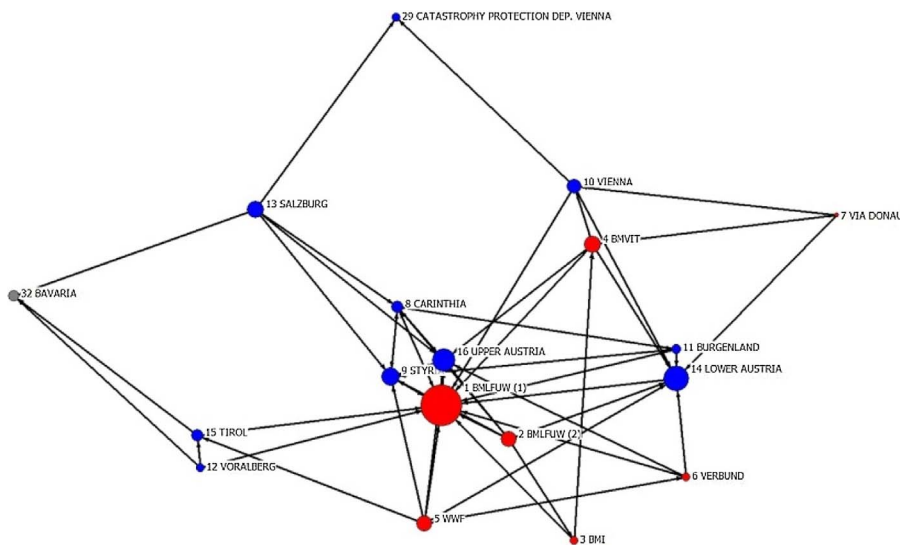 29 CATASTROPHY PROTECTION DEP. VIENNA
10 VIENNA
13 SALZBURG
7 VIA DONAU
4 BMVIT
32 BAVARIA
8 CARINTHIA
11 BURGENLAND
16 UPPER AUSTRIA
14 LOWER AUSTRIA
9 STYR
1 BMLFUW (1)
15 TIROL
2 BMLFUW (2)
12 VORALBERG
6 VERBUND
5 WWF
3 BMI